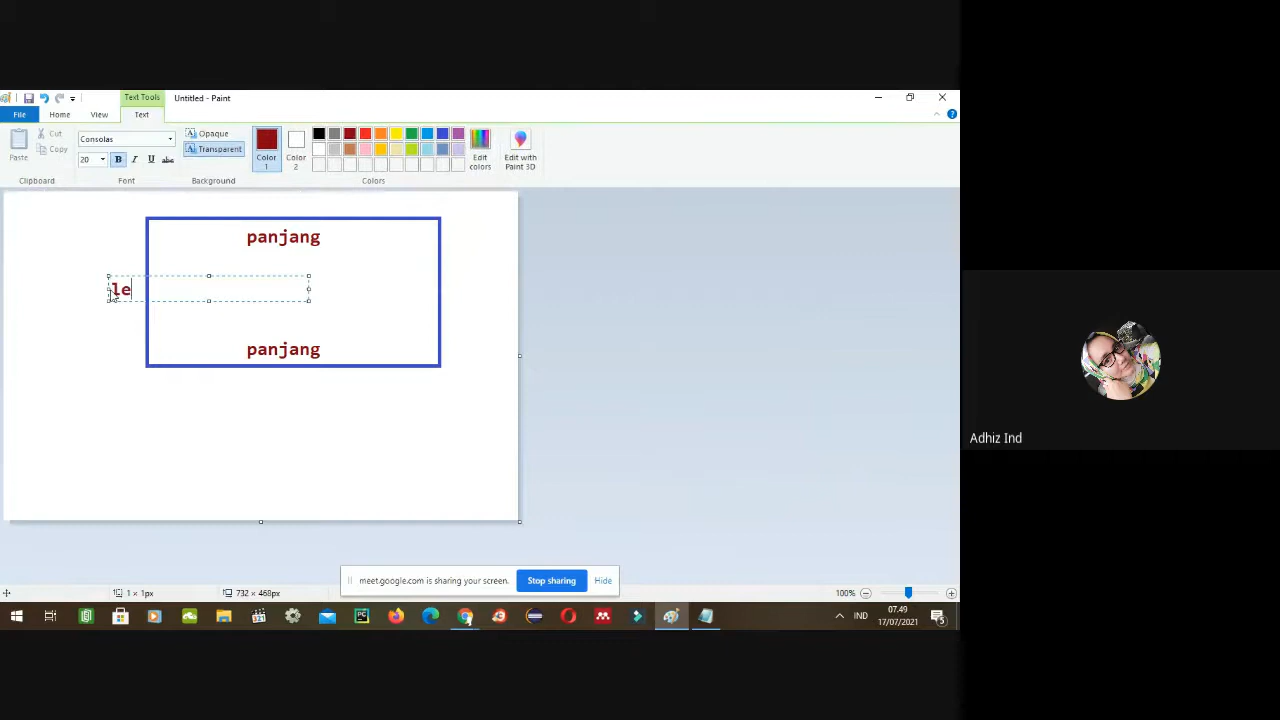 Text Tools
Untitled - Paint
File
Home
View
Text
Paste
Cut
Copy
Clipboard
Consolas
20
B
I
U
abc
Font
Opaque
Transparent
Background
Color 1
Color 2
Edit colors
Colors
Edit with Paint 3D
panjang
le
panjang
Adhiz Ind
meet.google.com is sharing your screen.
Stop sharing
Hide
1 × 1px
732 × 468px
100%
IND
07.49
17/07/2021
5